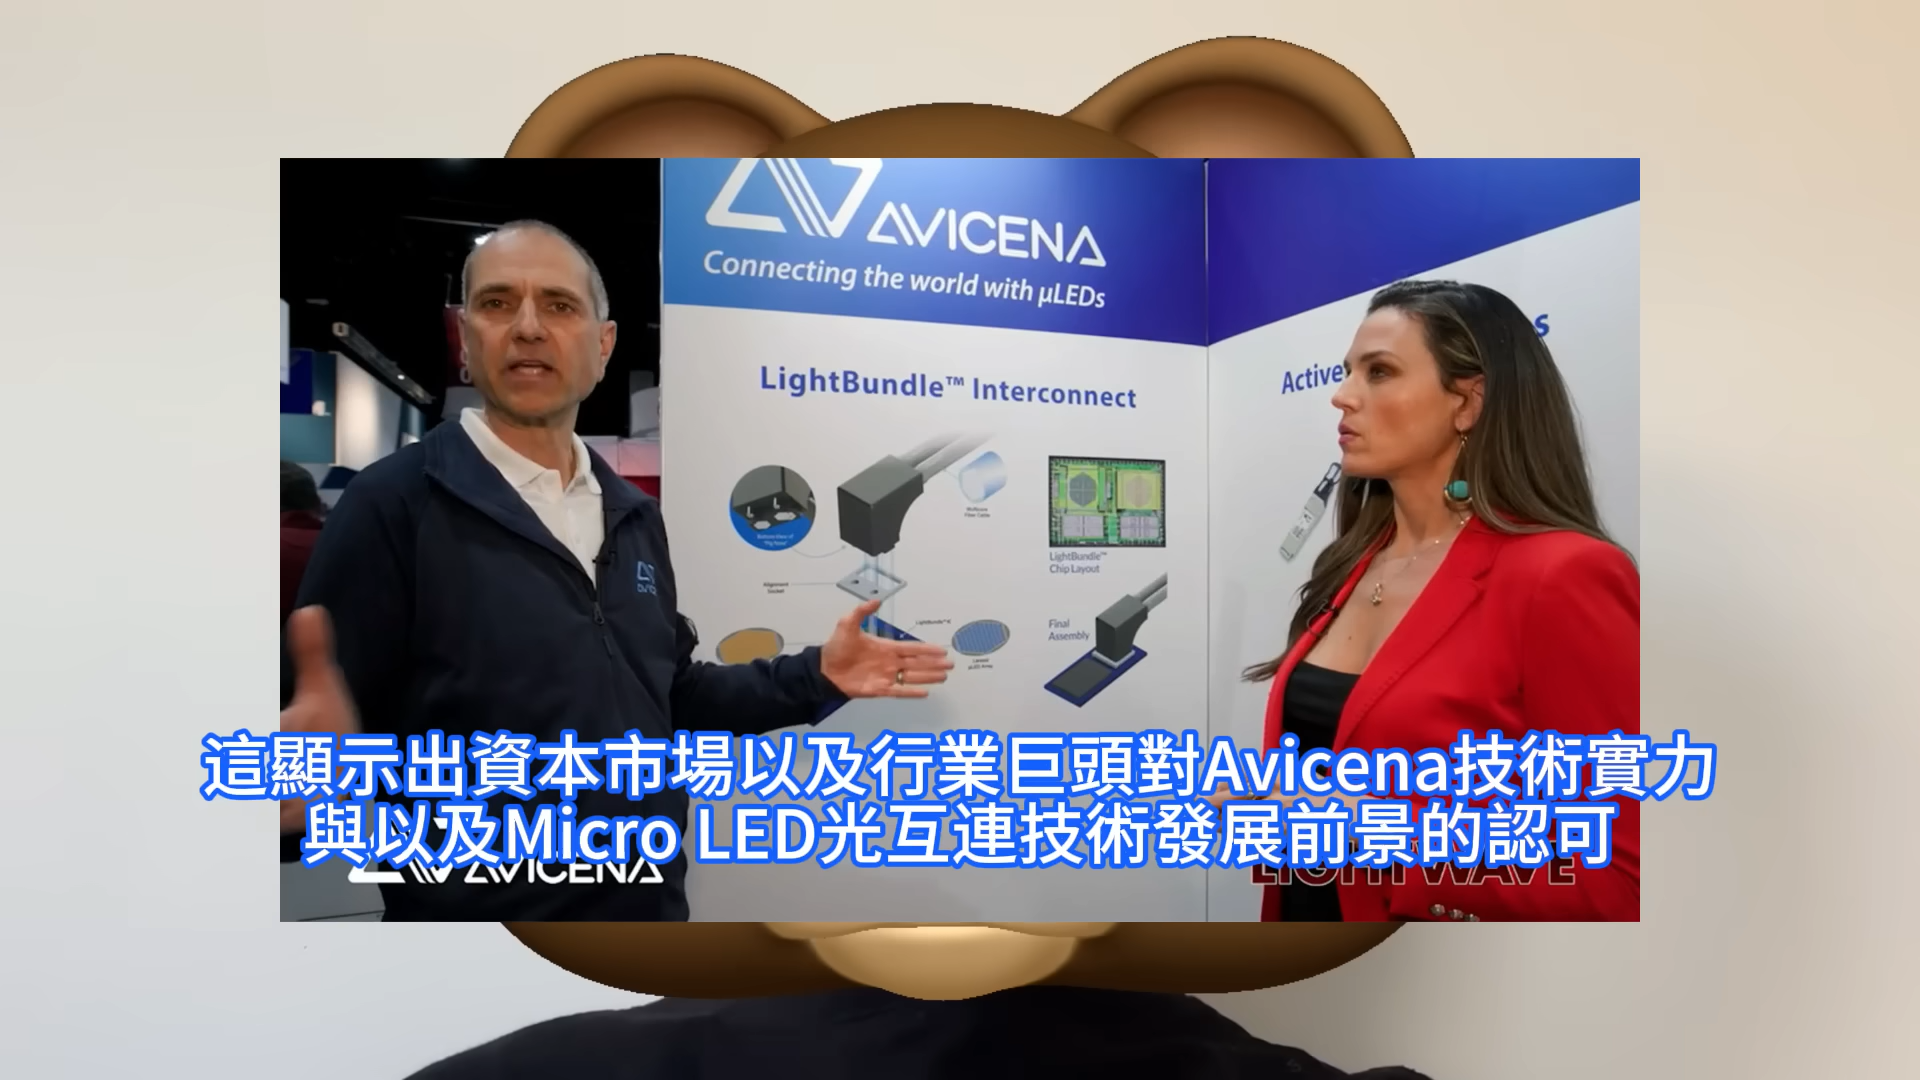 AVICENA
Connecting the world with µLEDs
LightBundle™ Interconnect
Active
s
LightBundle™
Chip Layout
Final
Assembly
Alignment
Socket
這顯示出資本市場以及行業巨頭對Avicena技術實力
與以及Micro LED光互連技術發展前景的認可
AVICENA
LIGHTWAVE